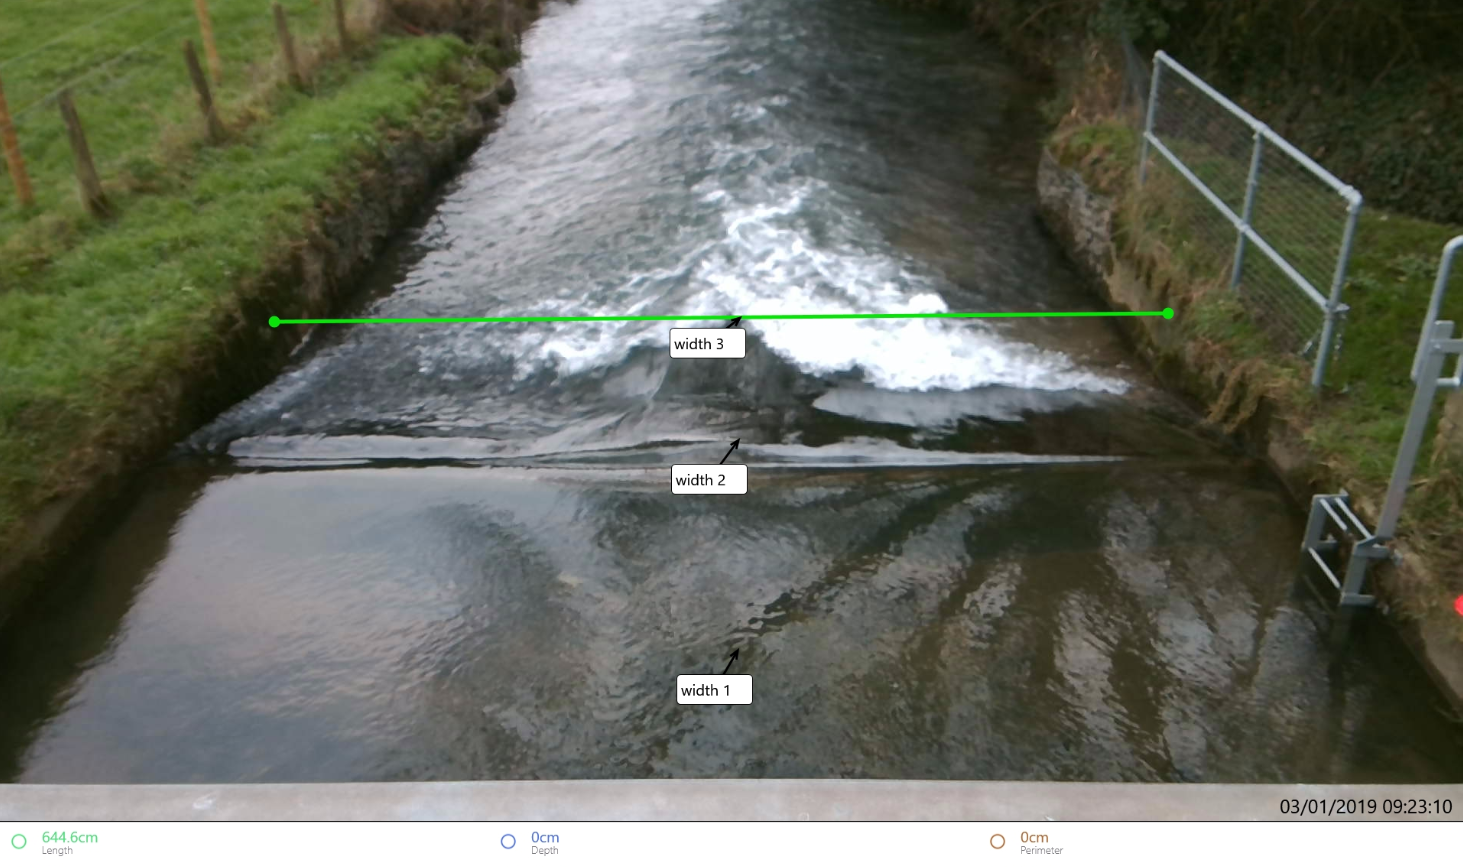 width 3
width 2
width 1
03/01/2019 09:23:10
644.6cm
Length
0cm
Depth
0cm
Perimeter